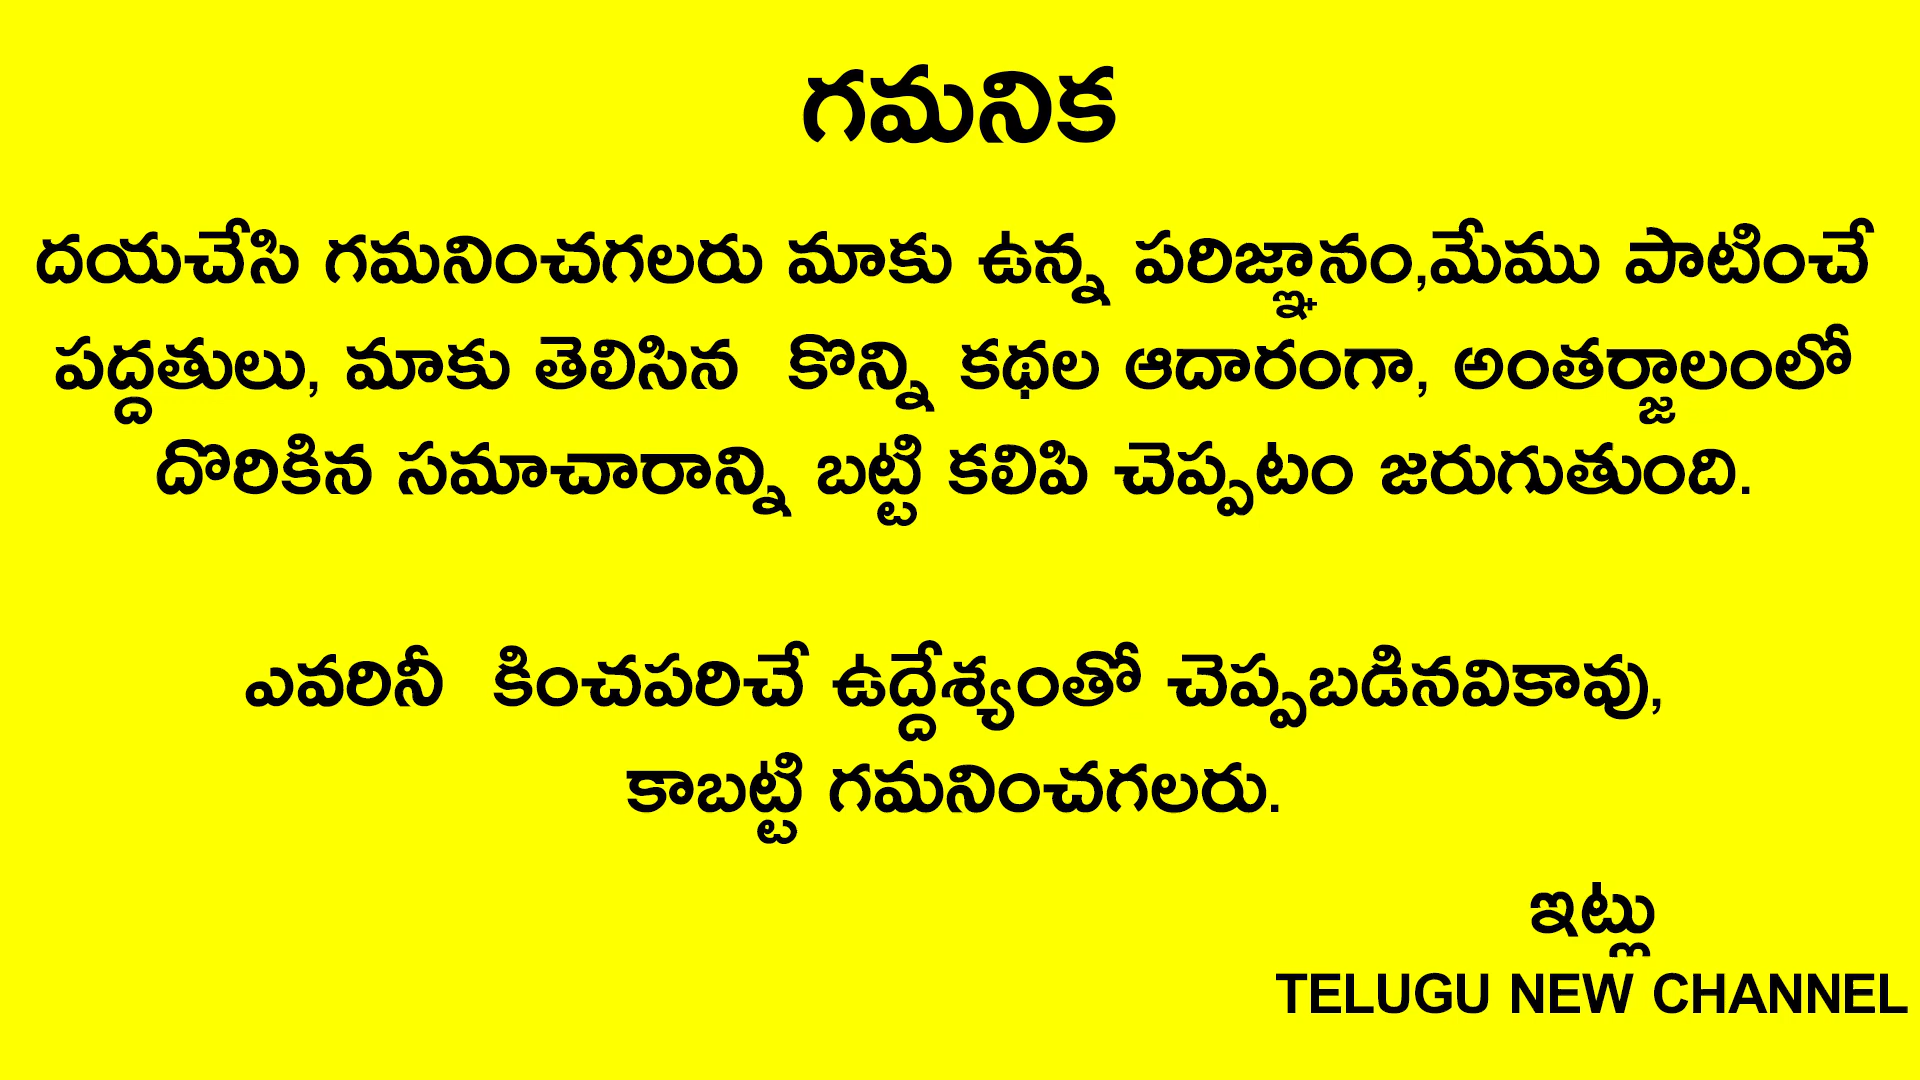 గమనిక
దయచేసి గమనించగలరు మాకు ఉన్న పరిజ్ఞానం,మేము పాటించే
పద్దతులు, మాకు తెలిసిన కొన్ని కథల ఆదారంగా, అంతర్జాలంలో
దొరికిన సమాచారాన్ని బట్టి కలిపి చెప్పటం జరుగుతుంది.
ఎవరినీ కించపరిచే ఉద్దేశ్యంతో చెప్పబడినవికావు,
కాబట్టి గమనించగలరు.
ఇట్లు
TELUGU NEW CHANNEL